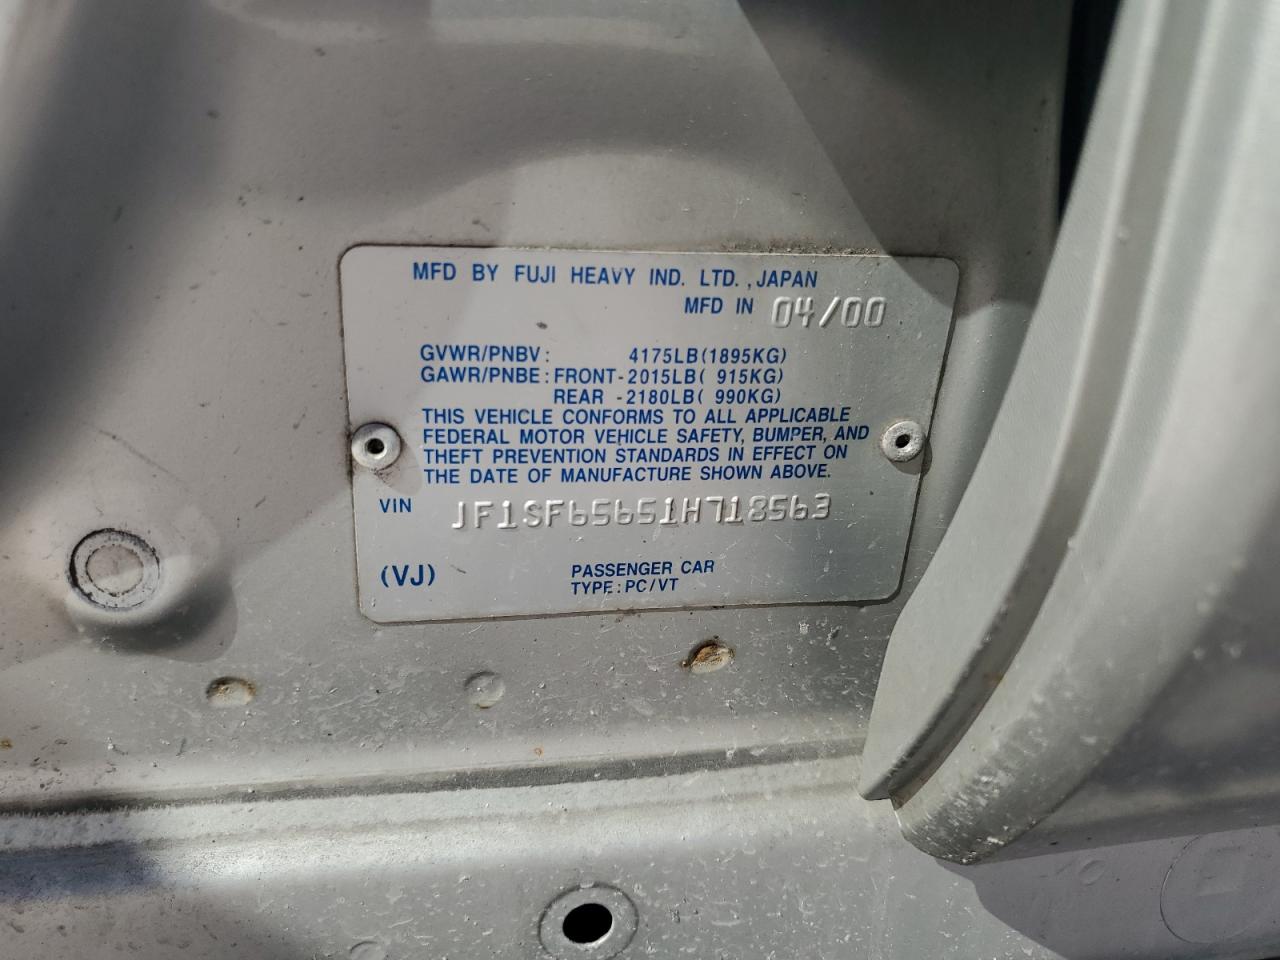 MFD BY FUJI HEAVY IND. LTD., JAPAN
MFD IN 04/00
GVWR/PNBV: 4175LB(1895KG)
GAWR/PNBE: FRONT-2015LB( 915KG)
REAR -2180LB( 990KG)
THIS VEHICLE CONFORMS TO ALL APPLICABLE
FEDERAL MOTOR VEHICLE SAFETY, BUMPER, AND
THEFT PREVENTION STANDARDS IN EFFECT ON
THE DATE OF MANUFACTURE SHOWN ABOVE.
VIN JF1SF65651H718563
(VJ) PASSENGER CAR
TYPE: PC/VT